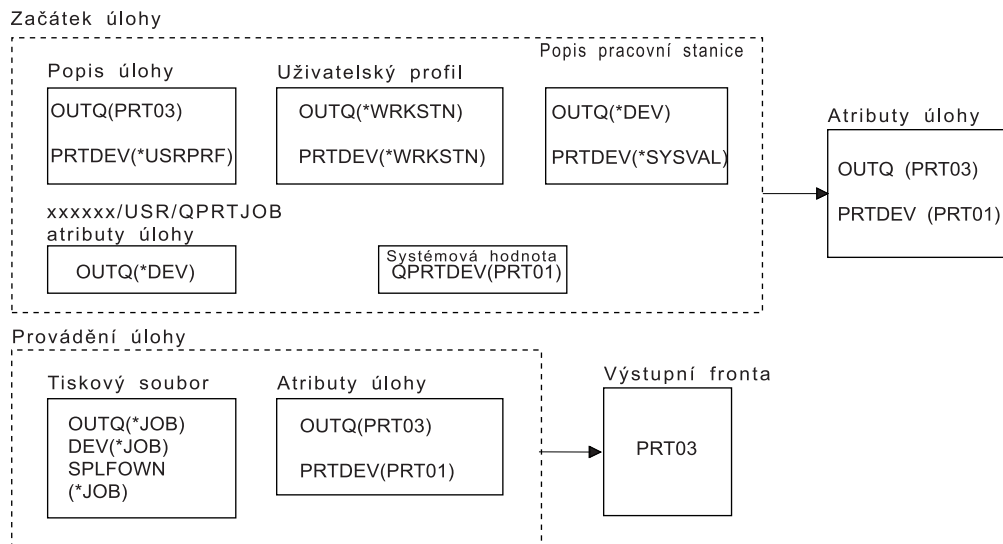 Začátek úlohy
Popis úlohy
OUTQ(PRT03)
PRTDEV(*USRPRF)
Uživatelský profil
OUTQ(*WRKSTN)
PRTDEV(*WRKSTN)
Popis pracovní stanice
OUTQ(*DEV)
PRTDEV(*SYSVAL)
Atributy úlohy
OUTQ (PRT03)
PRTDEV (PRT01)
xxxxxx/USR/QPRTJOB
atributy úlohy
OUTQ(*DEV)
Systémová hodnota
QPRTDEV(PRT01)
Provádění úlohy
Tiskový soubor
OUTQ(*JOB)
DEV(*JOB)
SPLFOWN
(*JOB)
Atributy úlohy
OUTQ(PRT03)
PRTDEV(PRT01)
Výstupní fronta
PRT03